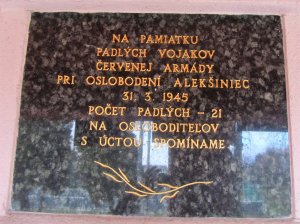 NA PAMIATKU
PADLÝCH VOJAKOV
ČERVENEJ ARMÁDY
PRI OSLOBODENÍ ALEKŠINIEC
31. 3. 1945
POČET PADLÝCH - 21
NA OSLOBODITEĽOV
S ÚCTOU SPOMÍNAME